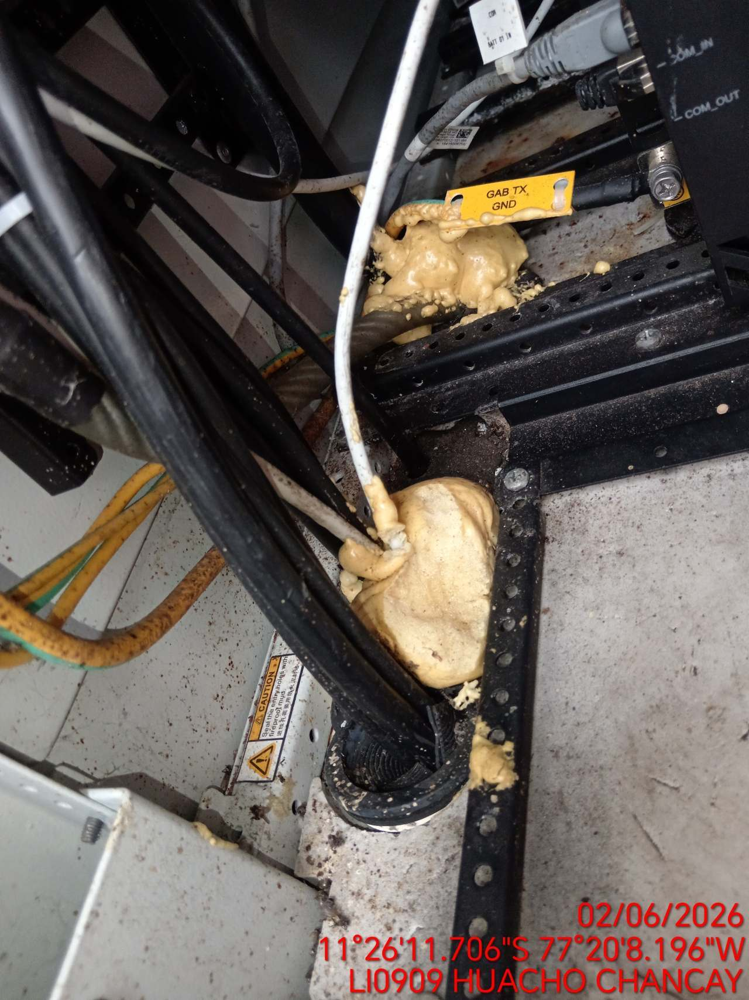 COM
BATT 01 IN
COM_IN
COM_OUT
GAB TX
GND
CAUTION
Seal the entry holes with
fireproof mud.
02/06/2026
11°26'11.706"S 77°20'8.196"W
LI0909 HUACHO CHANCAY